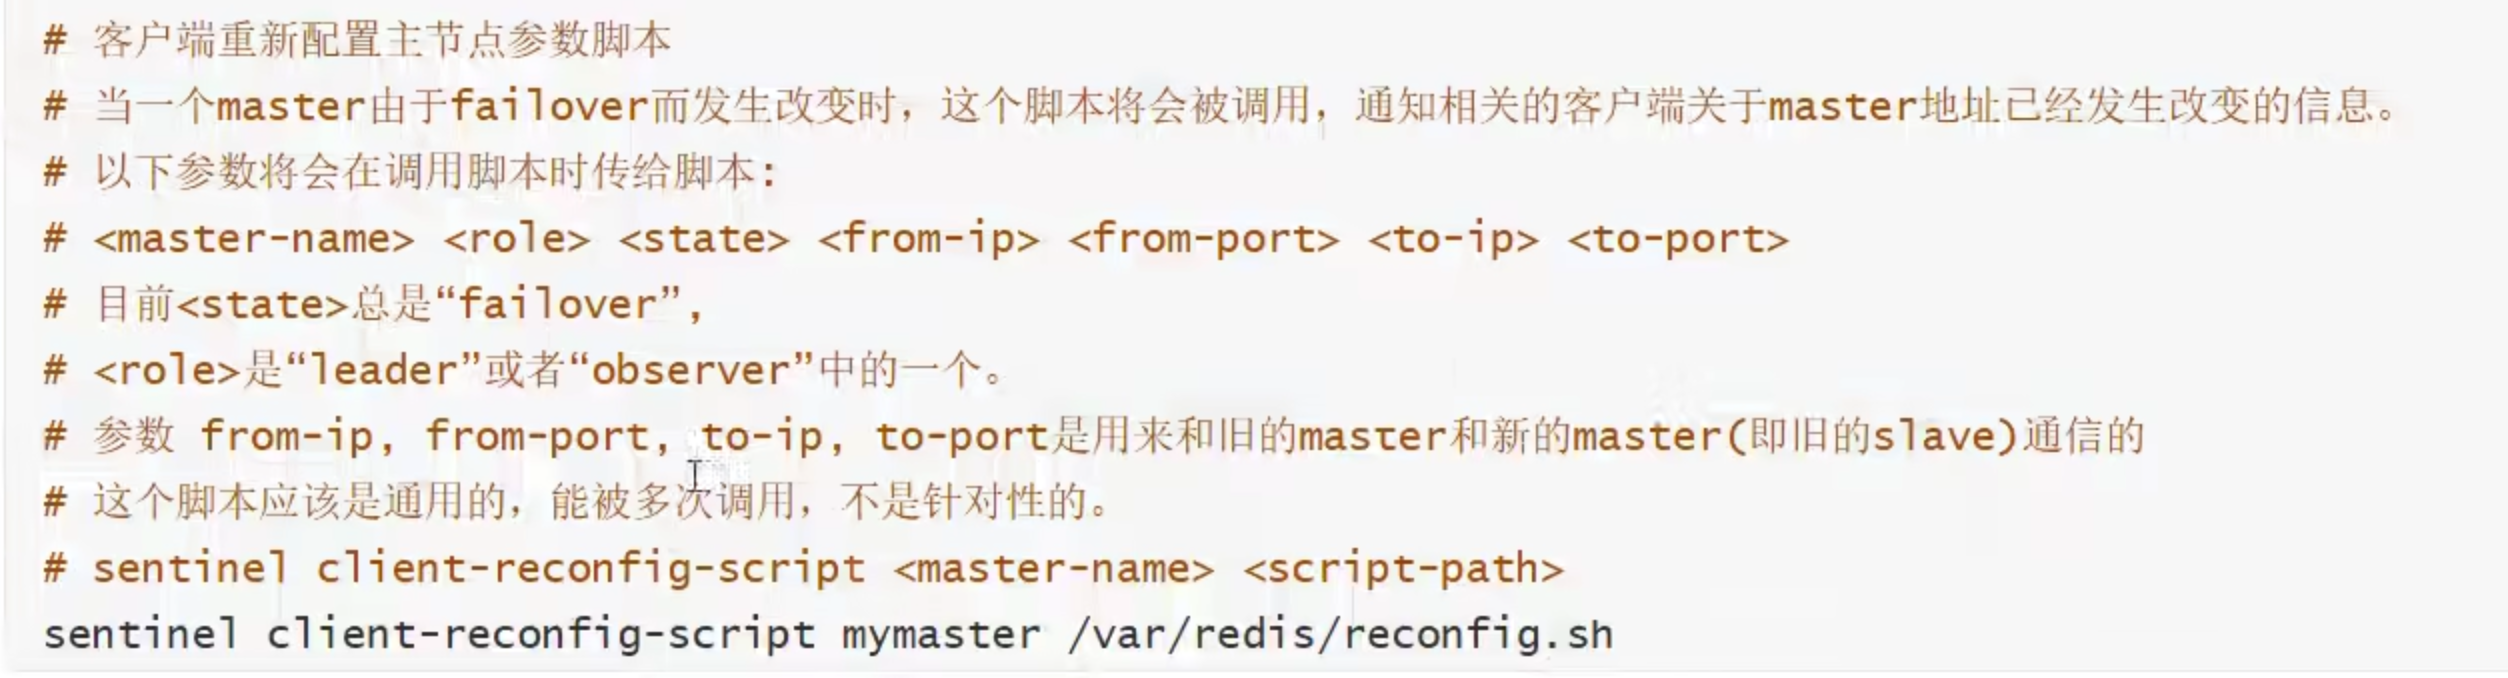 # 客户端重新配置主节点参数脚本
# 当一个master由于failover而发生改变时，这个脚本将会被调用，通知相关的客户端关于master地址已经发生改变的信息。
# 以下参数将会在调用脚本时传给脚本:
# <master-name> <role> <state> <from-ip> <from-port> <to-ip> <to-port>
# 目前<state>总是“failover”,
# <role>是“leader”或者“observer”中的一个。
# 参数 from-ip, from-port, to-ip, to-port是用来和旧的master和新的master(即旧的slave)通信的
# 这个脚本应该是通用的，能被多次调用，不是针对性的。
# sentinel client-reconfig-script <master-name> <script-path>
sentinel client-reconfig-script mymaster /var/redis/reconfig.sh